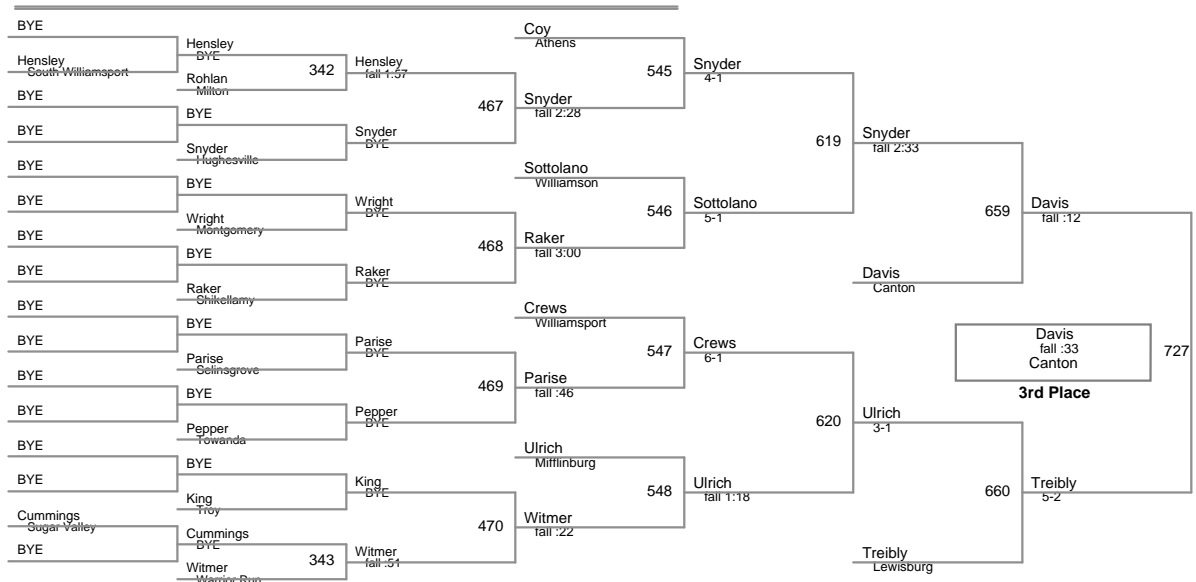 BYE
Hensley
South Williamsport
BYE
BYE
BYE
BYE
BYE
BYE
BYE
BYE
BYE
BYE
BYE
BYE
Cummings
Sugar Valley
BYE
Hensley
BYE
Rohlan
Milton
BYE
Snyder
Hughesville
BYE
Wright
Montgomery
BYE
Raker
Shikellamy
BYE
Parise
Selinsgrove
BYE
Pepper
Towanda
BYE
King
Troy
Cummings
BYE
Witmer
Warrior Run
342
343
Hensley
fall 1:57
Snyder
BYE
Wright
BYE
Raker
BYE
Parise
BYE
Pepper
BYE
King
BYE
Witmer
fall :51
467
468
469
470
Coy
Athens
Snyder
fall 2:28
Sottolano
Williamson
Raker
fall 3:00
Crews
Williamsport
Parise
fall :46
Ulrich
Mifflinburg
Witmer
fall :22
545
546
547
548
Snyder
4-1
Sottolano
5-1
Crews
6-1
Ulrich
fall 1:18
619
620
Snyder
fall 2:33
Davis
Canton
Ulrich
3-1
Treibly
Lewisburg
659
660
Davis
fall :12
Treibly
5-2
727
Davis
fall :33
Canton
3rd Place